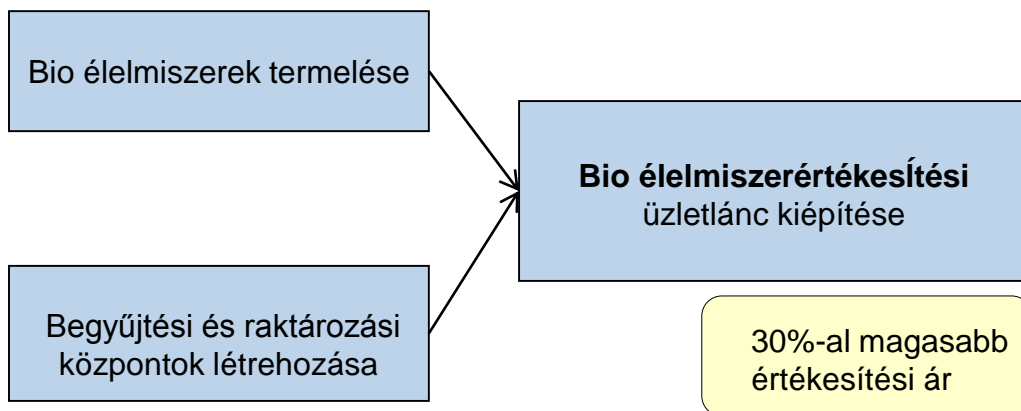 Bio élelmiszerek termelése
Bio élelmiszerértékesÍtési
üzletlánc kiépítése
Begyűjtési és raktározási
központok létrehozása
30%-al magasabb
értékesítési ár